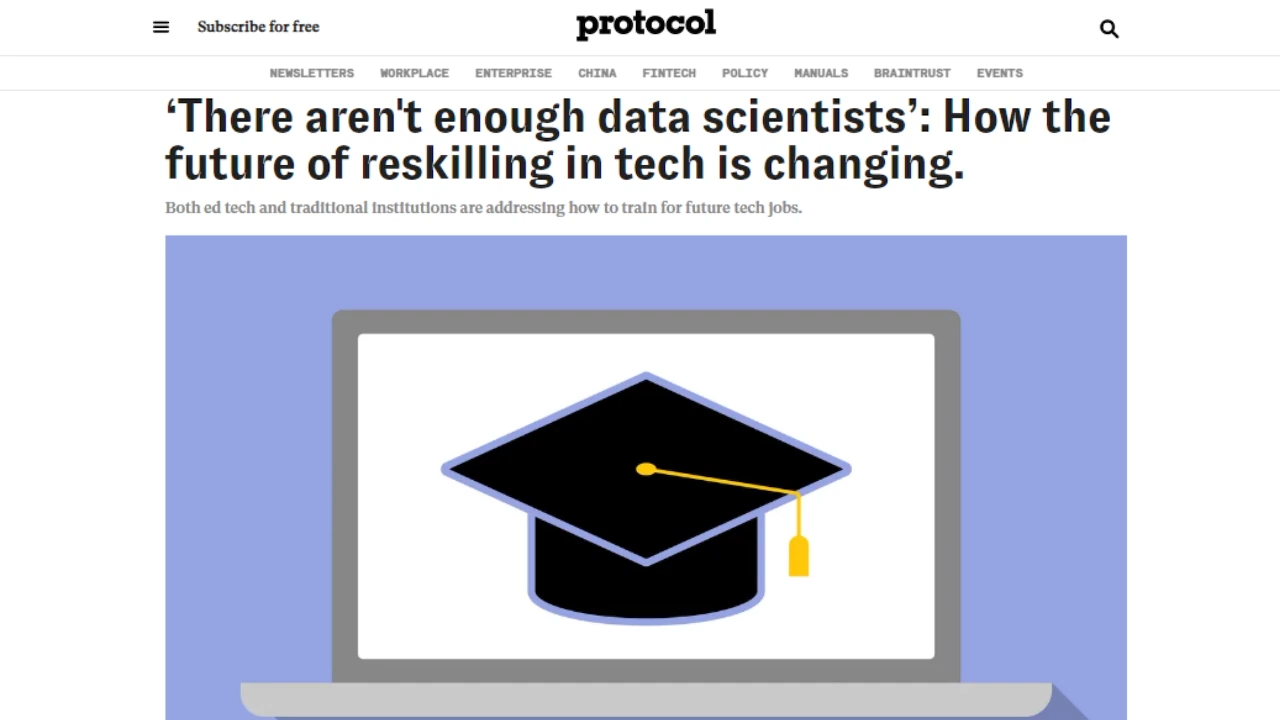 Subscribe for free
protocol
NEWSLETTERS WORKPLACE ENTERPRISE CHINA FINTECH POLICY MANUALS BRAINTRUST EVENTS
‘There aren't enough data scientists’: How the
future of reskilling in tech is changing.
Both ed tech and traditional institutions are addressing how to train for future tech jobs.